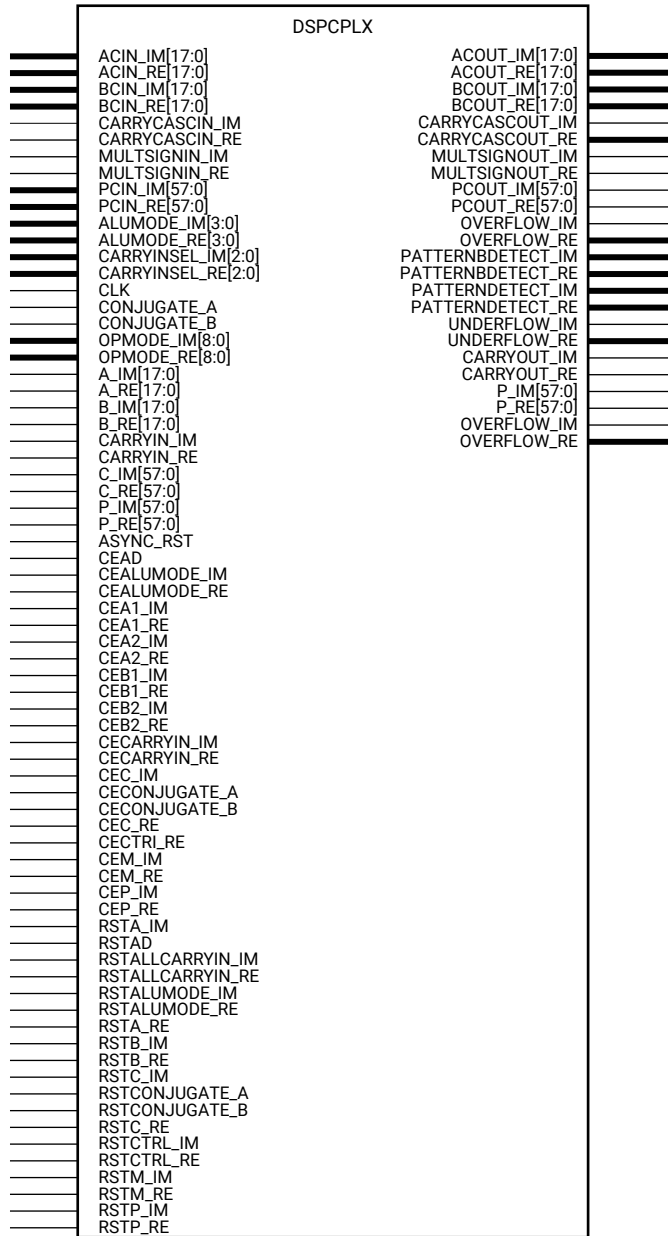 DSPCPLX
ACIN_IM[17:0]
ACIN_RE[17:0]
BCIN_IM[17:0]
BCIN_RE[17:0]
CARRYCASCIN_IM
CARRYCASCIN_RE
MULTSIGNIN_IM
MULTSIGNIN_RE
PCIN_IM[57:0]
PCIN_RE[57:0]
ALUMODE_IM[3:0]
ALUMODE_RE[3:0]
CARRYINSEL_IM[2:0]
CARRYINSEL_RE[2:0]
CLK
CONJUGATE_A
CONJUGATE_B
OPMODE_IM[8:0]
OPMODE_RE[8:0]
A_IM[17:0]
A_RE[17:0]
B_IM[17:0]
B_RE[17:0]
CARRYIN_IM
CARRYIN_RE
C_IM[57:0]
C_RE[57:0]
P_IM[57:0]
P_RE[57:0]
ASYNC_RST
CEAD
CEALUMODE_IM
CEALUMODE_RE
CEA1_IM
CEA1_RE
CEA2_IM
CEA2_RE
CEB1_IM
CEB1_RE
CEB2_IM
CEB2_RE
CECARRYIN_IM
CECARRYIN_RE
CEC_IM
CECONJUGATE_A
CECONJUGATE_B
CEC_RE
CECTRI_RE
CEM_IM
CEM_RE
CEP_IM
CEP_RE
RSTA_IM
RSTAD
RSTALLCARRYIN_IM
RSTALLCARRYIN_RE
RSTALUMODE_IM
RSTALUMODE_RE
RSTA_RE
RSTB_IM
RSTB_RE
RSTC_IM
RSTCONJUGATE_A
RSTCONJUGATE_B
RSTC_RE
RSTCTRL_IM
RSTCTRL_RE
RSTM_IM
RSTM_RE
RSTP_IM
RSTP_RE
ACOUT_IM[17:0]
ACOUT_RE[17:0]
BCOUT_IM[17:0]
BCOUT_RE[17:0]
CARRYCASCOUT_IM
CARRYCASCOUT_RE
MULTSIGNOUT_IM
MULTSIGNOUT_RE
PCOUT_IM[57:0]
PCOUT_RE[57:0]
OVERFLOW_IM
OVERFLOW_RE
PATTERNBDETECT_IM
PATTERNBDETECT_RE
PATTERNDETECT_IM
PATTERNDETECT_RE
UNDERFLOW_IM
UNDERFLOW_RE
CARRYOUT_IM
CARRYOUT_RE
P_IM[57:0]
P_RE[57:0]
OVERFLOW_IM
OVERFLOW_RE